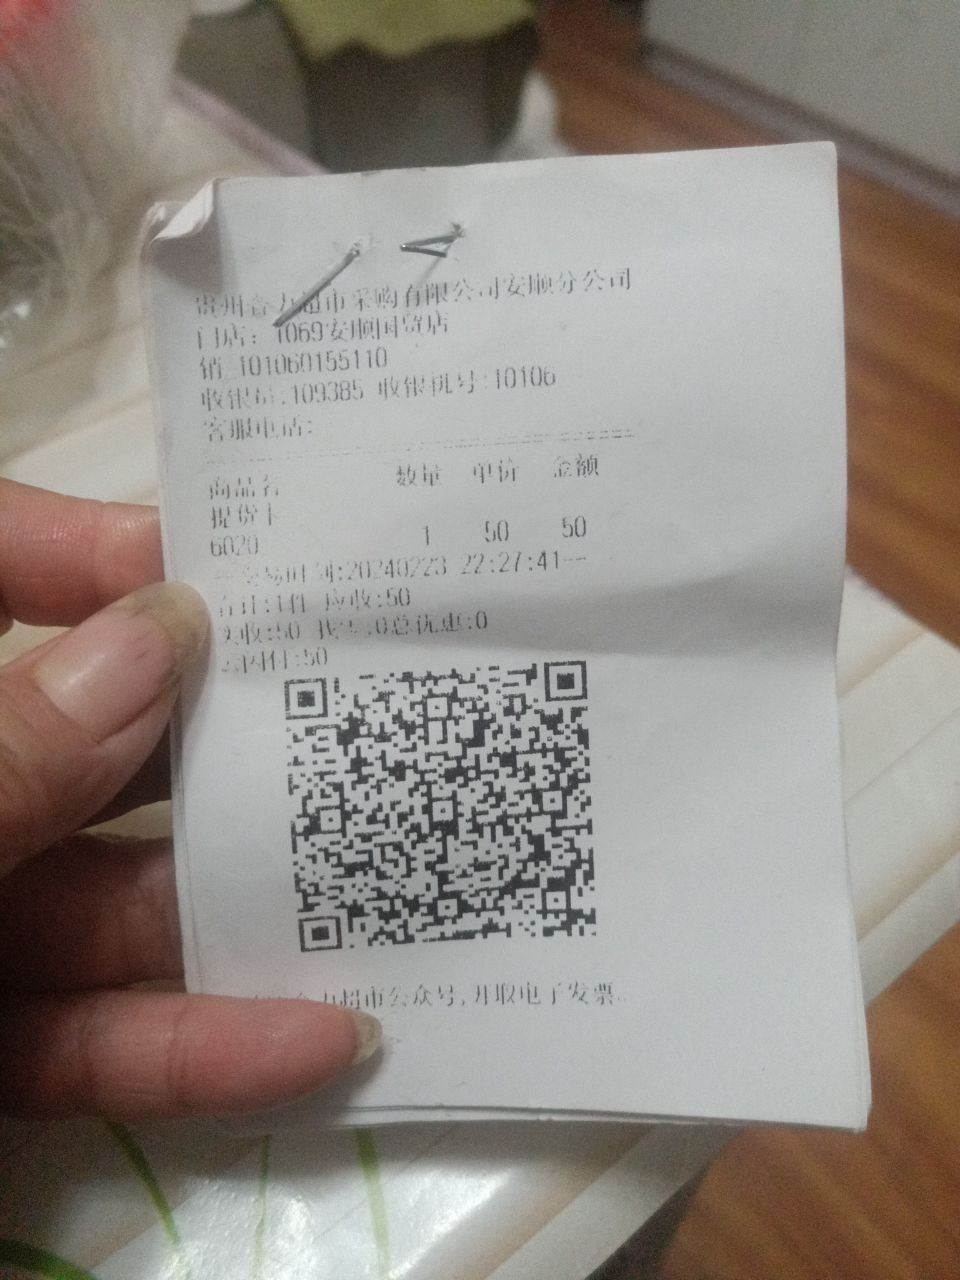 贵州合力超市采购有限公司安顺分公司
门店：1069安顺国贸店
销 101060155110
收银员:109385 收银机号:10106
客服电话:
商品名 数量 单价 金额
提货卡
6020 1 50 50
--交易时间:20240223 22:27:41--
合计:1件 应收:50
实收:50 找零:0总优惠:0
:50
合力超市公众号,开取电子发票.